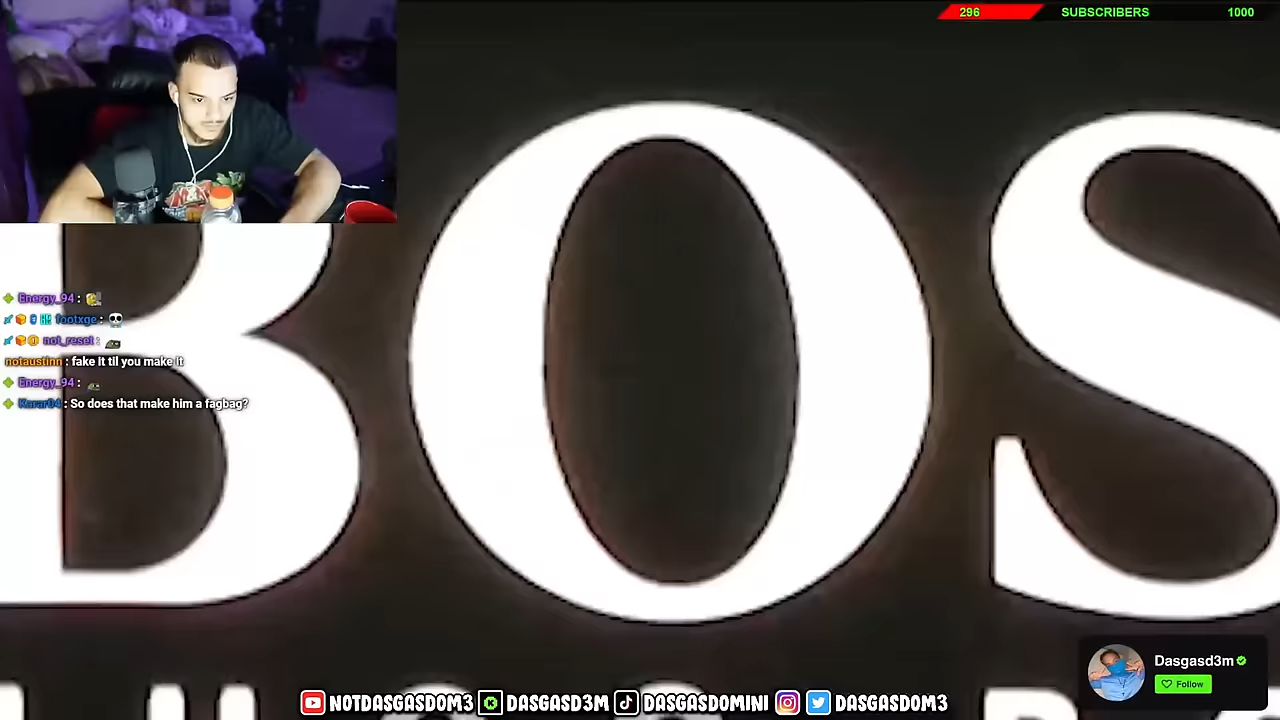 296 SUBSCRIBERS 1000
BOS
Energy_94 :
footxge :
not_reset :
notaustinn : fake it til you make it
Energy_94 :
Karar04 : So does that make him a fagbag?
Dasgasd3m
Follow
NOTDASGASDOM3 DASGASD3M DASGASDOMINI DASGASDOM3